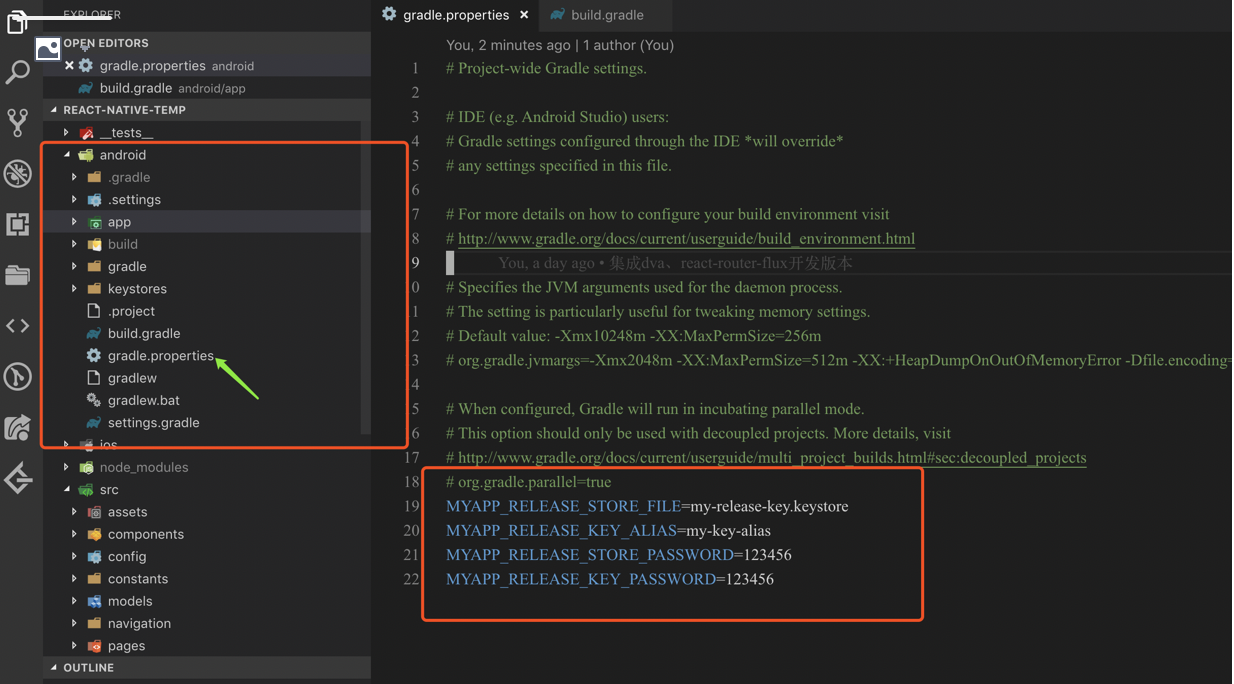 EXPLORER
OPEN EDITORS
gradle.properties android
build.gradle android/app
REACT-NATIVE-TEMP
__tests__
android
.gradle
.settings
app
build
gradle
keystores
.project
build.gradle
gradle.properties
gradlew
gradlew.bat
settings.gradle
ios
node_modules
src
assets
components
config
constants
models
navigation
pages
OUTLINE
gradle.properties build.gradle
You, 2 minutes ago | 1 author (You)
1 # Project-wide Gradle settings.
2
3 # IDE (e.g. Android Studio) users:
4 # Gradle settings configured through the IDE *will override*
5 # any settings specified in this file.
6
7 # For more details on how to configure your build environment visit
8 # http://www.gradle.org/docs/current/userguide/build_environment.html
9 You, a day ago • 集成dva、react-router-flux开发版本
0 # Specifies the JVM arguments used for the daemon process.
1 # The setting is particularly useful for tweaking memory settings.
2 # Default value: -Xmx10248m -XX:MaxPermSize=256m
3 # org.gradle.jvmargs=-Xmx2048m -XX:MaxPermSize=512m -XX:+HeapDumpOnOutOfMemoryError -Dfile.encoding=
4
5 # When configured, Gradle will run in incubating parallel mode.
6 # This option should only be used with decoupled projects. More details, visit
17 # http://www.gradle.org/docs/current/userguide/multi_project_builds.html#sec:decoupled_projects
18 # org.gradle.parallel=true
19 MYAPP_RELEASE_STORE_FILE=my-release-key.keystore
20 MYAPP_RELEASE_KEY_ALIAS=my-key-alias
21 MYAPP_RELEASE_STORE_PASSWORD=123456
22 MYAPP_RELEASE_KEY_PASSWORD=123456